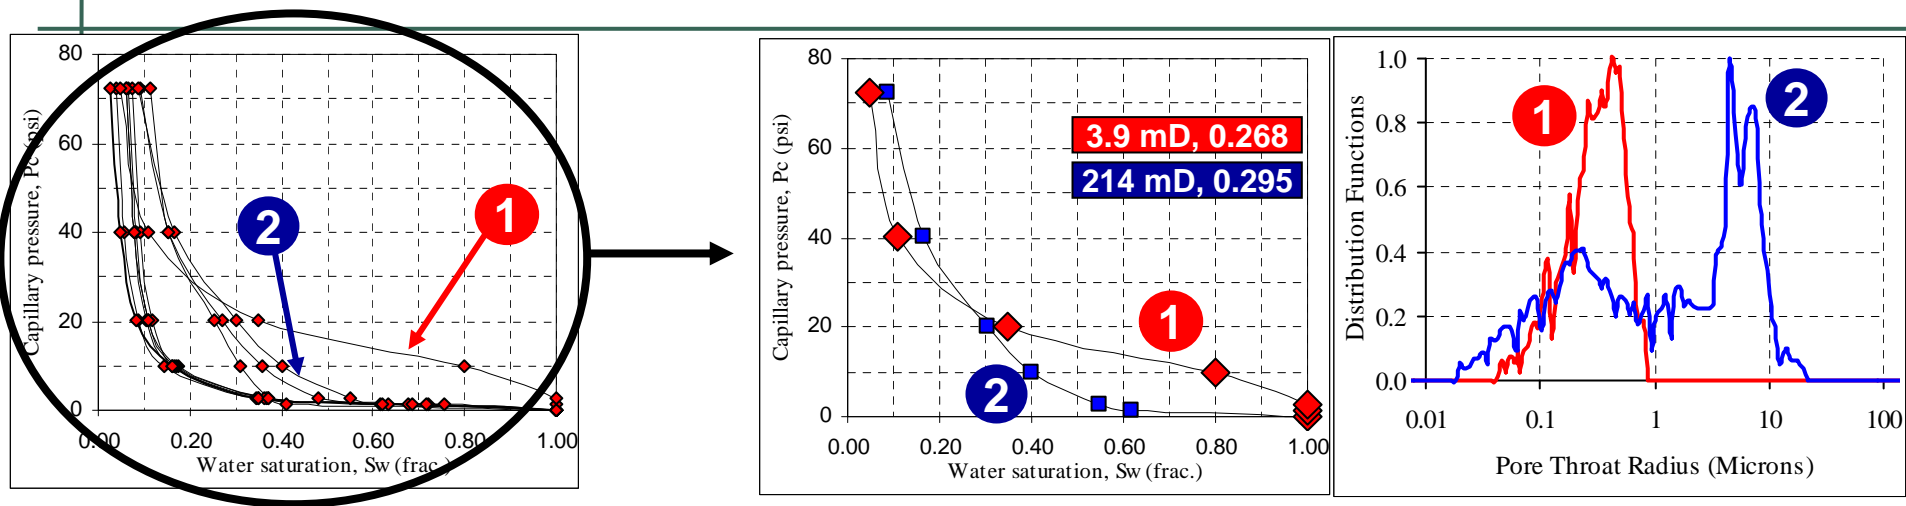 80
60
40
20
0
0.00 0.20 0.40 0.60 0.80 1.00
Capillary pressure, Pc (psi)
Water saturation, Sw (frac.)
2
1
80
60
40
20
0
0.00 0.20 0.40 0.60 0.80 1.00
Capillary pressure, Pc (psi)
Water saturation, Sw (frac.)
3.9 mD, 0.268
214 mD, 0.295
1
2
1.0
0.8
0.6
0.4
0.2
0.0
0.01 0.1 1 10 100
Distribution Functions
Pore Throat Radius (Microns)
1
2